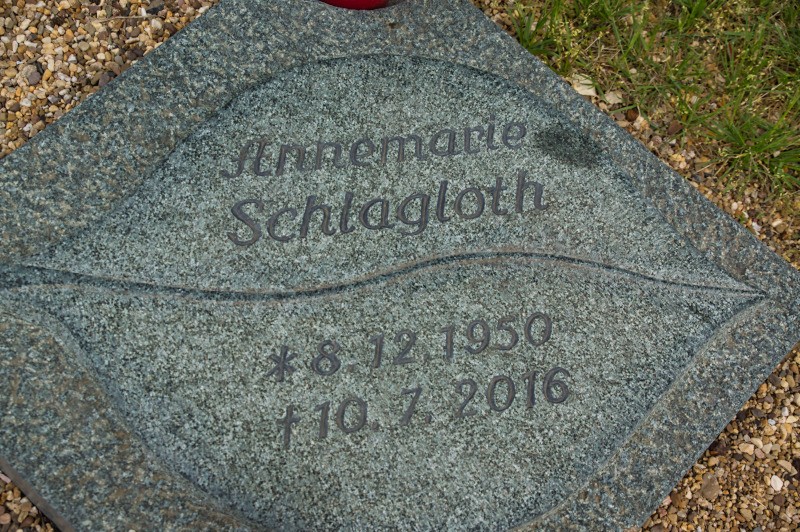 Annemarie
Schlagloth
* 8. 12. 1950
† 10. 7. 2016